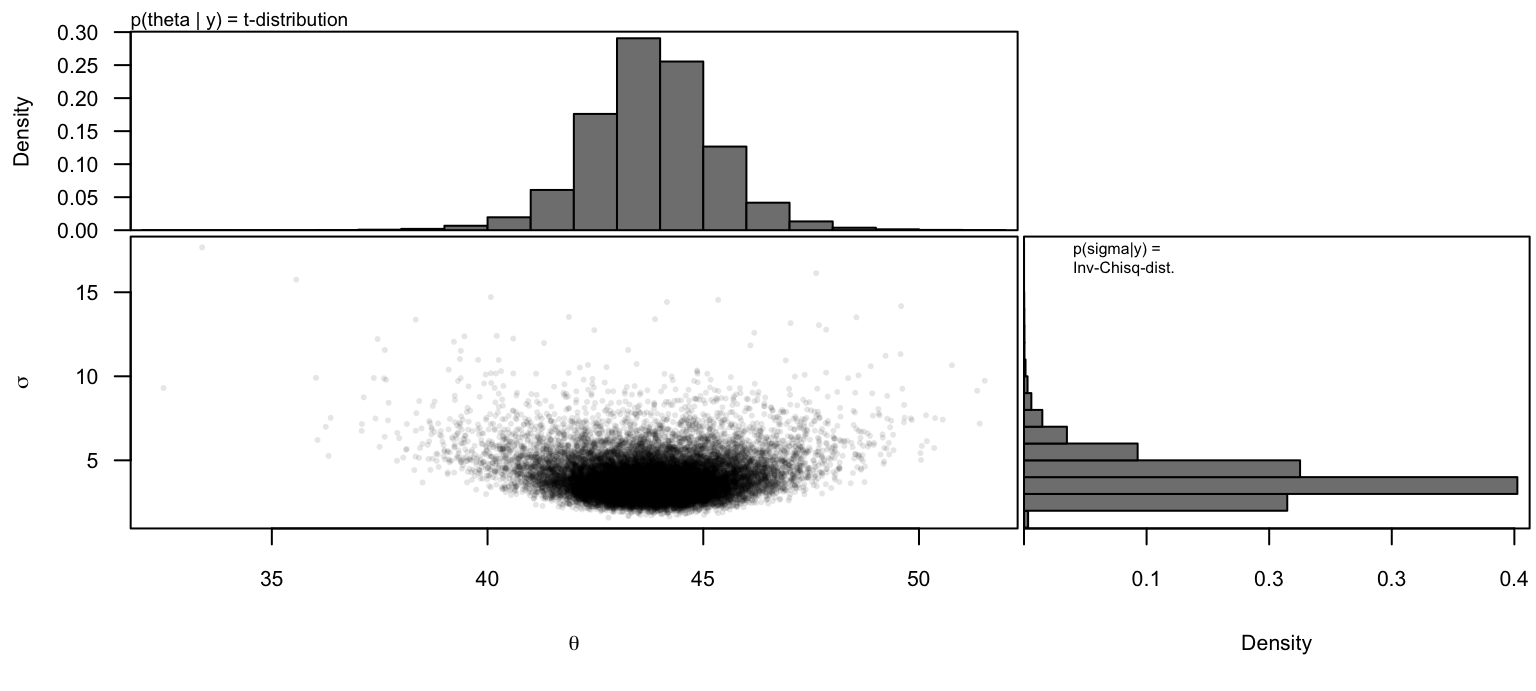 p(theta | y) = t-distribution
0.30
0.25
0.20
0.15
0.10
0.05
0.00
Density
p(sigma|y) =
Inv-Chisq-dist.
15
10
5
σ
35 40 45 50
0.1 0.3 0.3 0.4
θ
Density